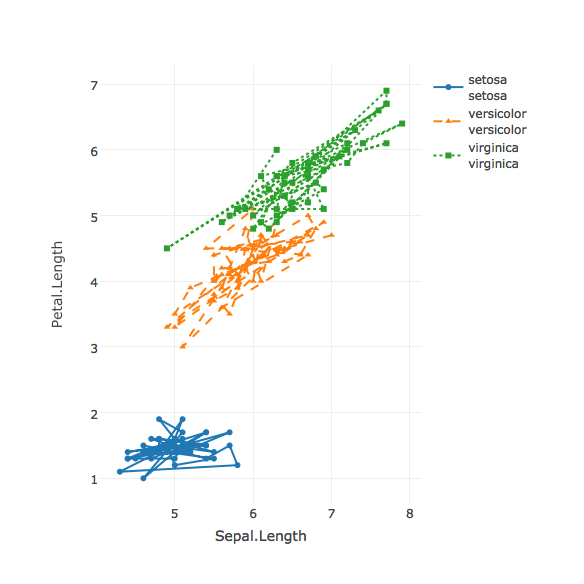 7
6
5
4
3
2
1
5
6
7
8
Petal.Length
Sepal.Length
setosa
setosa
versicolor
versicolor
virginica
virginica